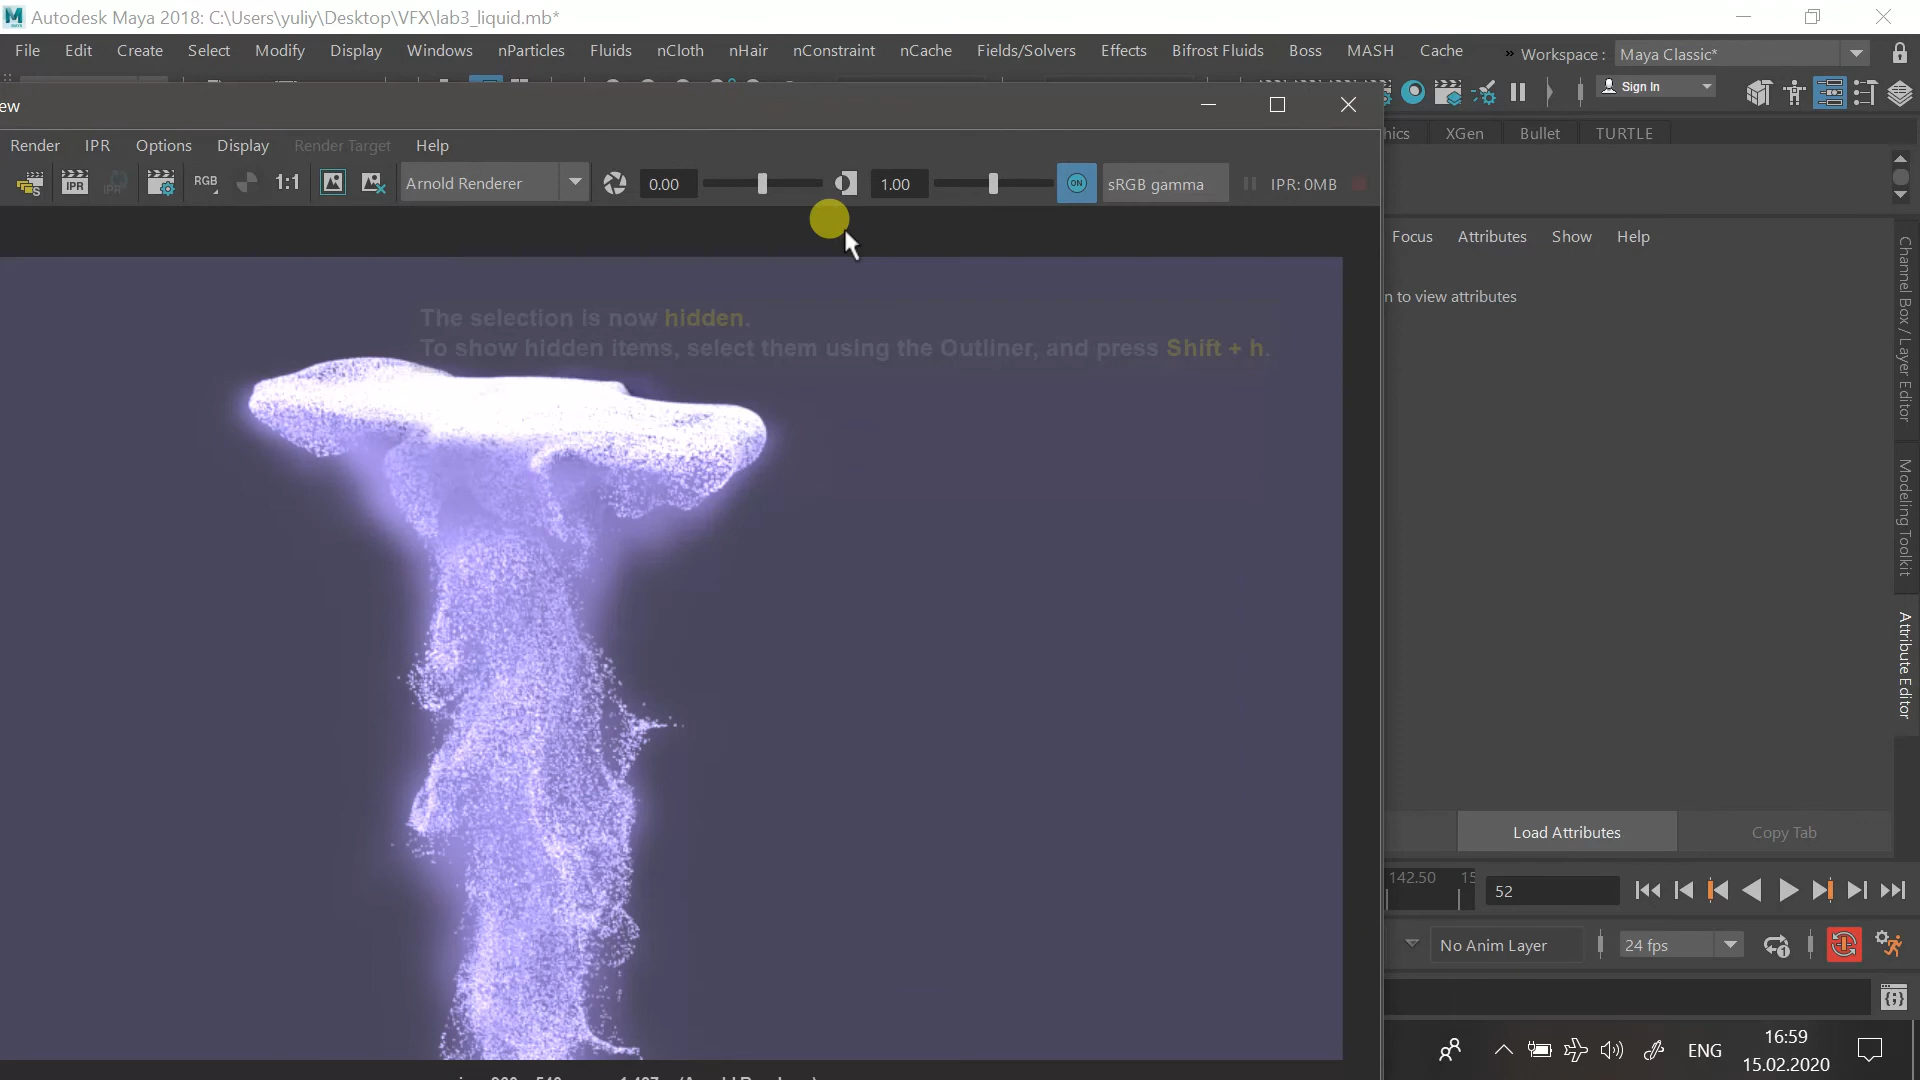 Autodesk Maya 2018: C:\Users\yuliy\Desktop\VFX\lab3_liquid.mb*
File Edit Create Select Modify Display Windows nParticles Fluids nCloth nHair nConstraint nCache Fields/Solvers Effects Bifrost Fluids Boss MASH Cache » Workspace : Maya Classic*
Sign In
ew
Render IPR Options Display Render Target Help
XGen Bullet TURTLE
IPR RGB 1:1 Arnold Renderer 0.00 1.00 ON sRGB gamma IPR: 0MB
Focus Attributes Show Help
n to view attributes
The selection is now hidden.
To show hidden items, select them using the Outliner, and press Shift + h.
Channel Box / Layer Editor
Modeling Toolkit
Attribute Editor
Load Attributes Copy Tab
142.50 15 52
No Anim Layer 24 fps
ENG 16:59
15.02.2020